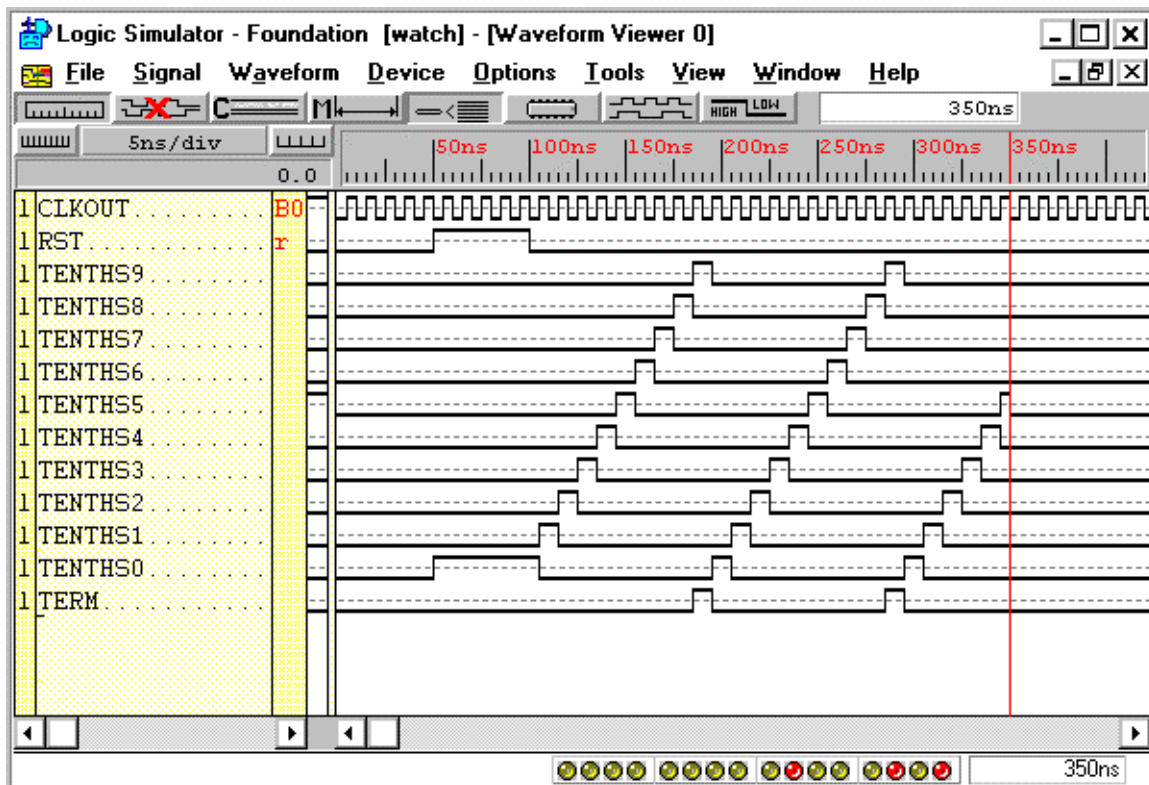 Logic Simulator - Foundation [watch] - [Waveform Viewer 0]
File Signal Waveform Device Options Tools View Window Help
C M HIGH LOW 350ns
5ns/div 50ns 100ns 150ns 200ns 250ns 300ns 350ns
0.0
1 CLKOUT......... B0
1 RST............ r
1 TENTHS9........
1 TENTHS8........
1 TENTHS7........
1 TENTHS6........
1 TENTHS5........
1 TENTHS4........
1 TENTHS3........
1 TENTHS2........
1 TENTHS1........
1 TENTHS0........
1 TERM...........
350ns